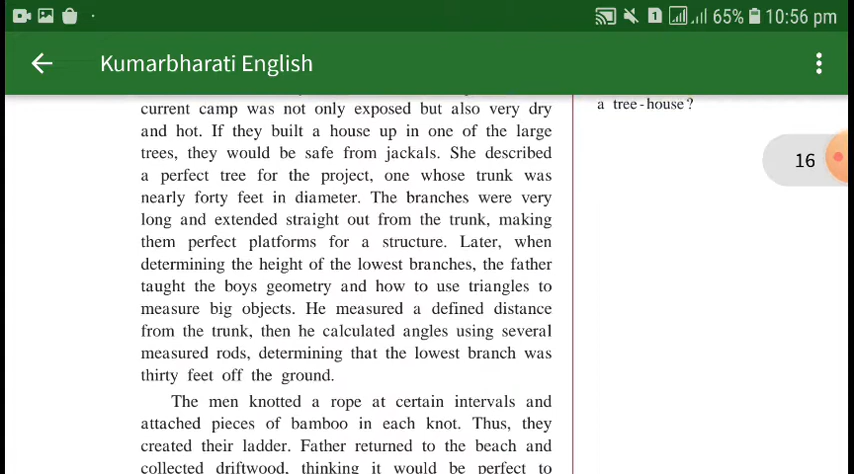 1 65% 10:56 pm
Kumarbharati English
current camp was not only exposed but also very dry
a tree-house?
and hot. If they built a house up in one of the large
trees, they would be safe from jackals. She described
16
a perfect tree for the project, one whose trunk was
nearly forty feet in diameter. The branches were very
long and extended straight out from the trunk, making
them perfect platforms for a structure. Later, when
determining the height of the lowest branches, the father
taught the boys geometry and how to use triangles to
measure big objects. He measured a defined distance
from the trunk, then he calculated angles using several
measured rods, determining that the lowest branch was
thirty feet off the ground.
The men knotted a rope at certain intervals and
attached pieces of bamboo in each knot. Thus, they
created their ladder. Father returned to the beach and
collected driftwood, thinking it would be perfect to